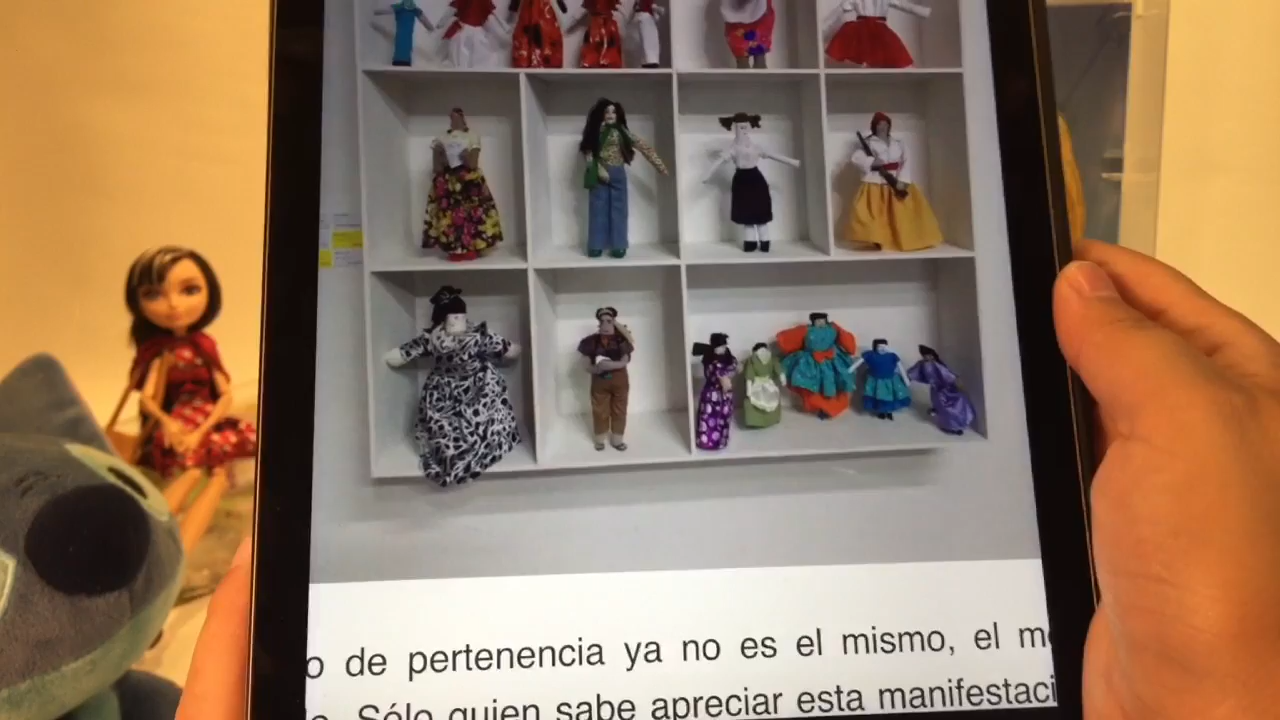 de pertenencia ya no es el mismo, el
Sólo quien sabe apreciar esta